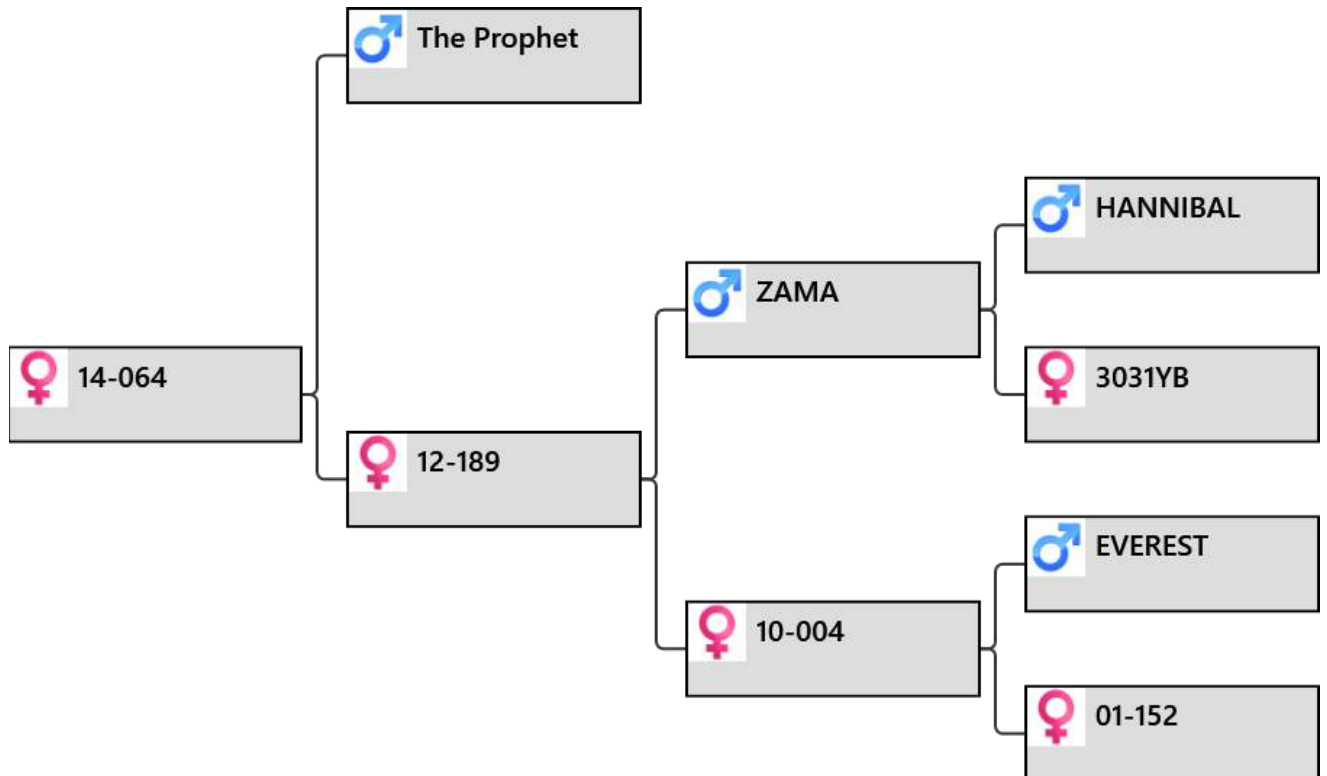 The Prophet
HANNIBAL
ZAMA
14-064
3031YB
12-189
EVEREST
10-004
01-152